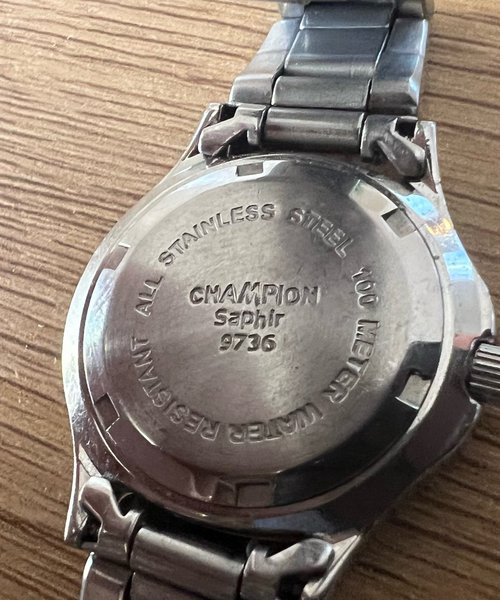 ALL STAINLESS STEEL 100 METER WATER RESISTANT
CHAMPION
Saphir
9736